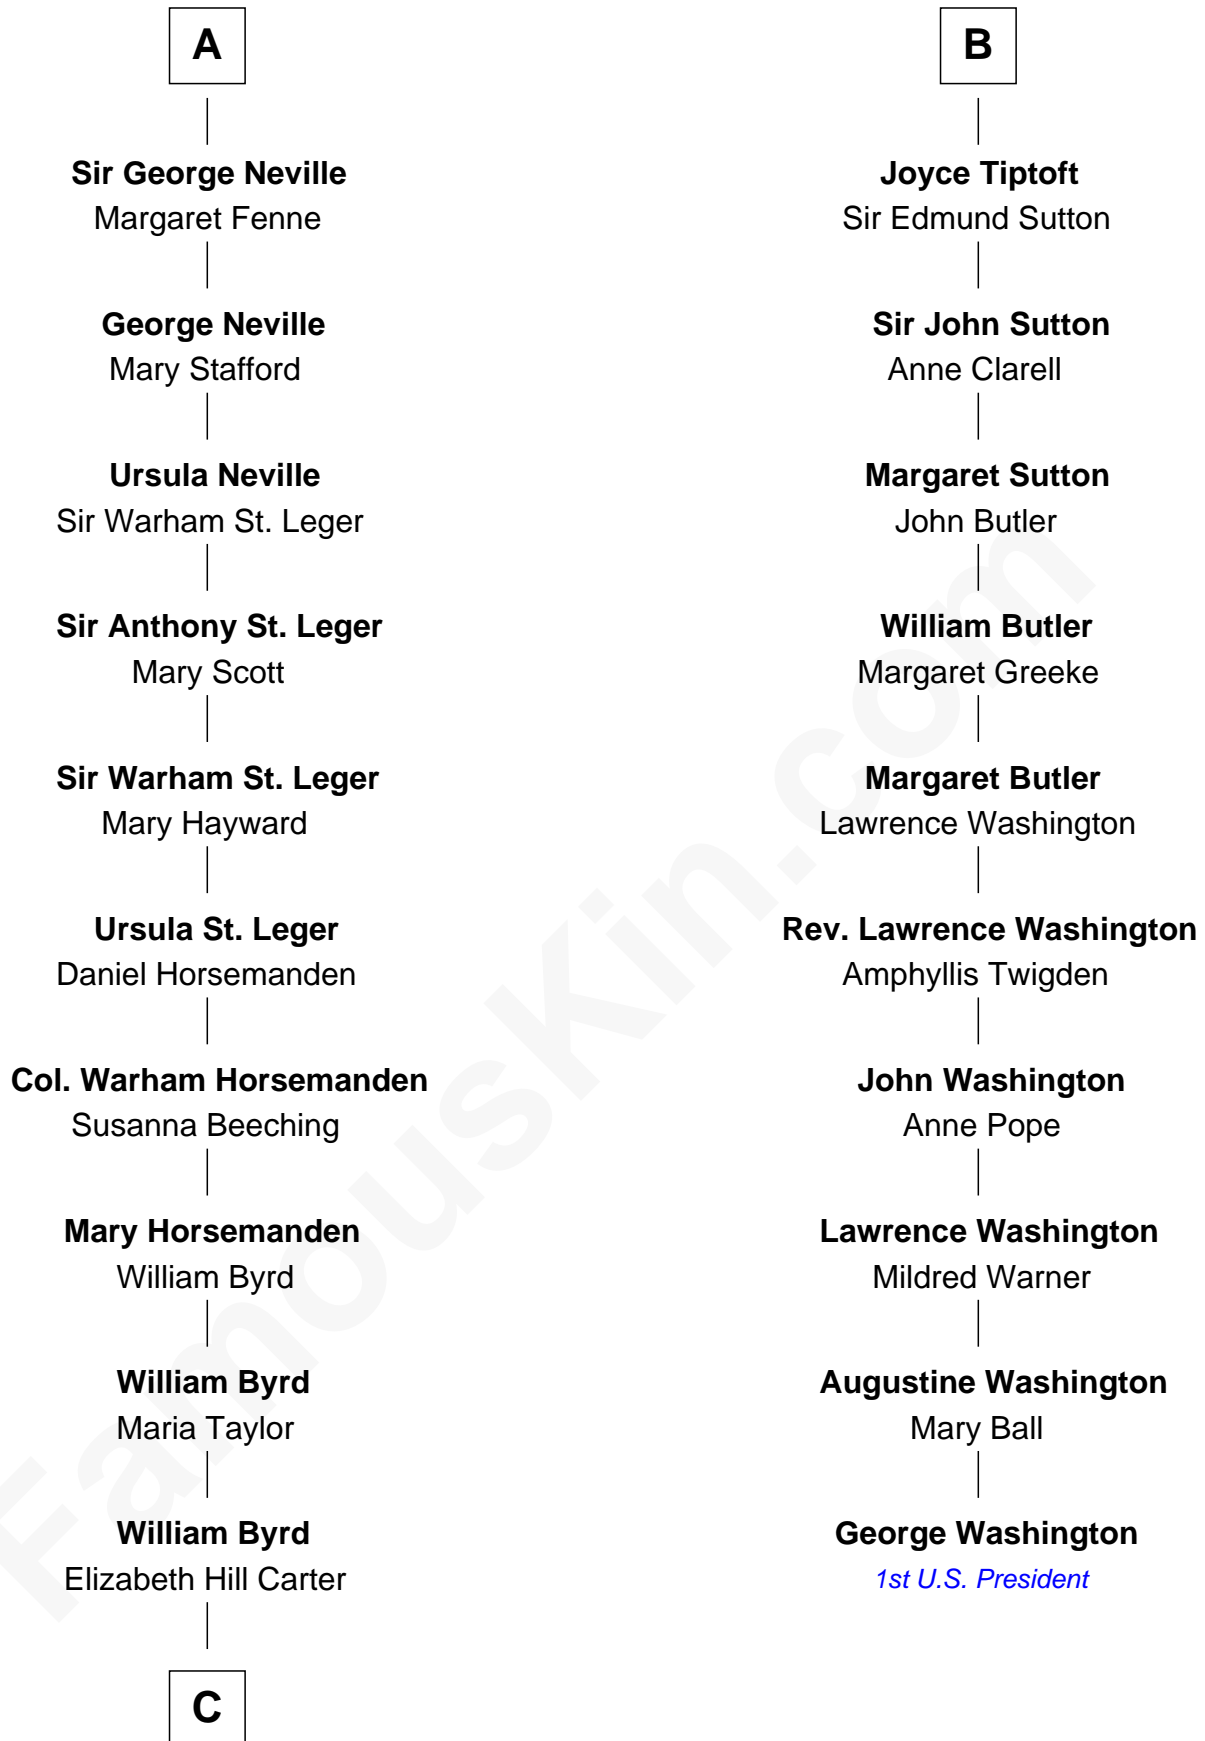 A
Sir George Neville
Margaret Fenne
George Neville
Mary Stafford
Ursula Neville
Sir Warham St. Leger
Sir Anthony St. Leger
Mary Scott
Sir Warham St. Leger
Mary Hayward
Ursula St. Leger
Daniel Horsemanden
Col. Warham Horsemanden
Susanna Beeching
Mary Horsemanden
William Byrd
William Byrd
Maria Taylor
William Byrd
Elizabeth Hill Carter
C
B
Joyce Tiptoft
Sir Edmund Sutton
Sir John Sutton
Anne Clarell
Margaret Sutton
John Butler
William Butler
Margaret Greeke
Margaret Butler
Lawrence Washington
Rev. Lawrence Washington
Amphyllis Twigden
John Washington
Anne Pope
Lawrence Washington
Mildred Warner
Augustine Washington
Mary Ball
George Washington
1st U.S. President
FamousKin.com